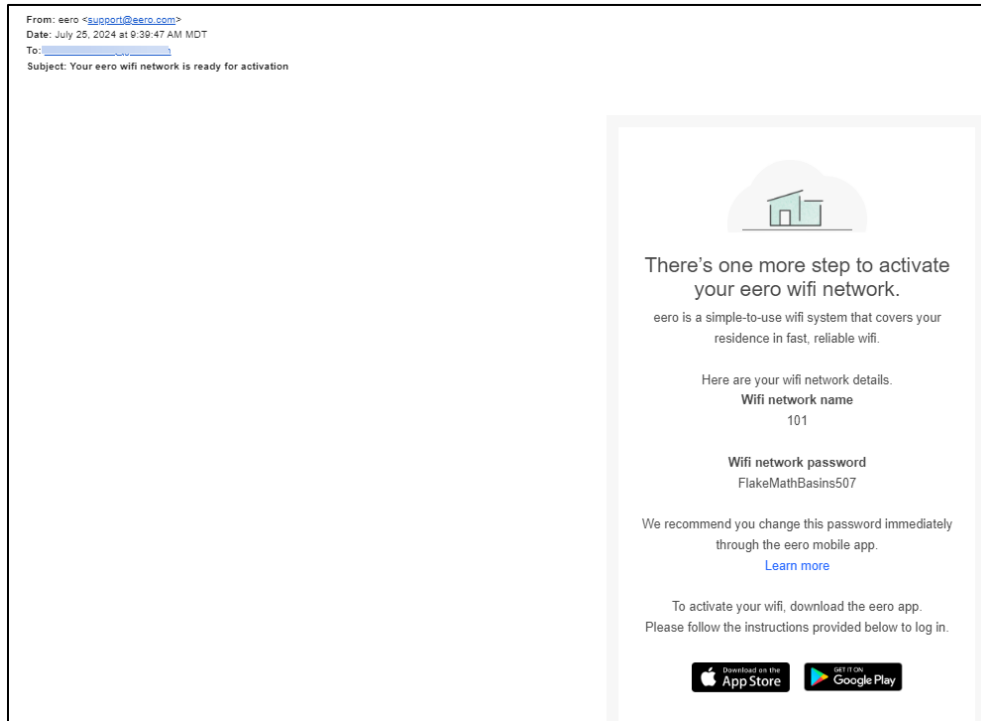 From: eero <support@eero.com>
Date: July 25, 2024 at 9:39:47 AM MDT
To:
Subject: Your eero wifi network is ready for activation
There's one more step to activate
your eero wifi network.
eero is a simple-to-use wifi system that covers your
residence in fast, reliable wifi.
Here are your wifi network details.
Wifi network name
101
Wifi network password
FlakeMathBasins507
We recommend you change this password immediately
through the eero mobile app.
Learn more
To activate your wifi, download the eero app.
Please follow the instructions provided below to log in.
Download on the
App Store
GET IT ON
Google Play